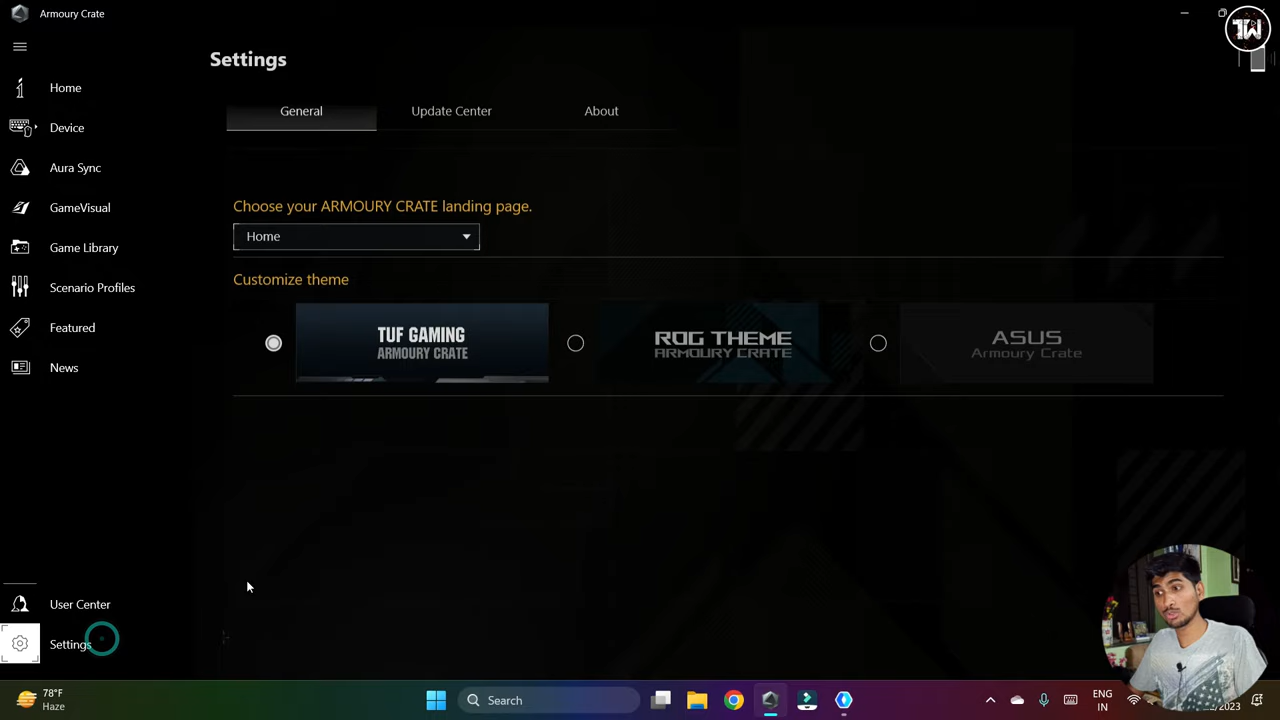 Armoury Crate
TW
Settings
Home
General
Update Center
About
Device
Aura Sync
GameVisual
Choose your ARMOURY CRATE landing page.
Home
Game Library
Customize theme
Scenario Profiles
TUF GAMING
ARMOURY CRATE
ROG THEME
ARMOURY CRATE
ASUS
Armoury Crate
Featured
News
User Center
Settings
78°F
Haze
Search
ENG
IN
/2023